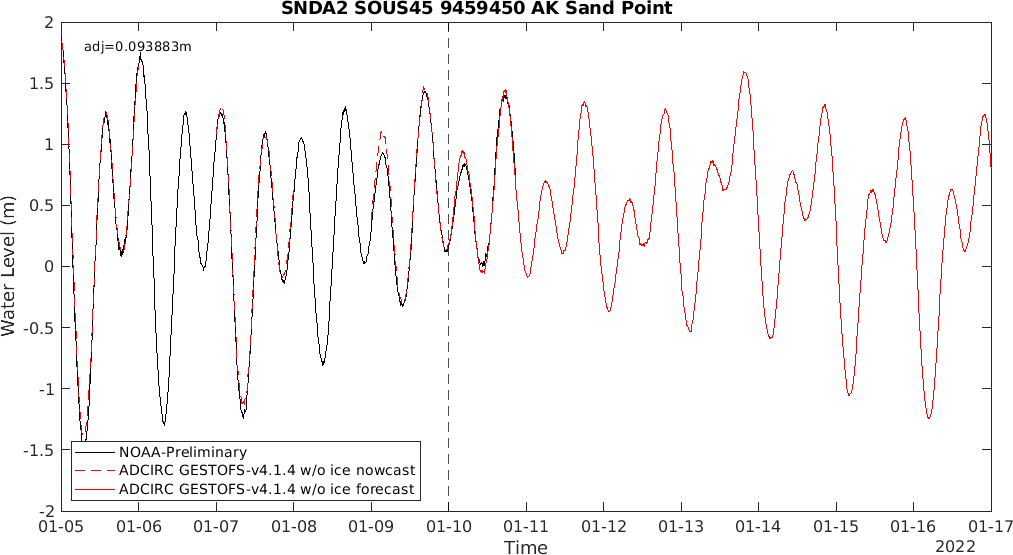 SNDA2 SOUS45 9459450 AK Sand Point
adj=0.093883m
Water Level (m)
2
1.5
1
0.5
0
-0.5
-1
-1.5
-2
NOAA-Preliminary
ADCIRC GESTOFS-v4.1.4 w/o ice nowcast
ADCIRC GESTOFS-v4.1.4 w/o ice forecast
01-05 01-06 01-07 01-08 01-09 01-10 01-11 01-12 01-13 01-14 01-15 01-16 01-17
Time
2022